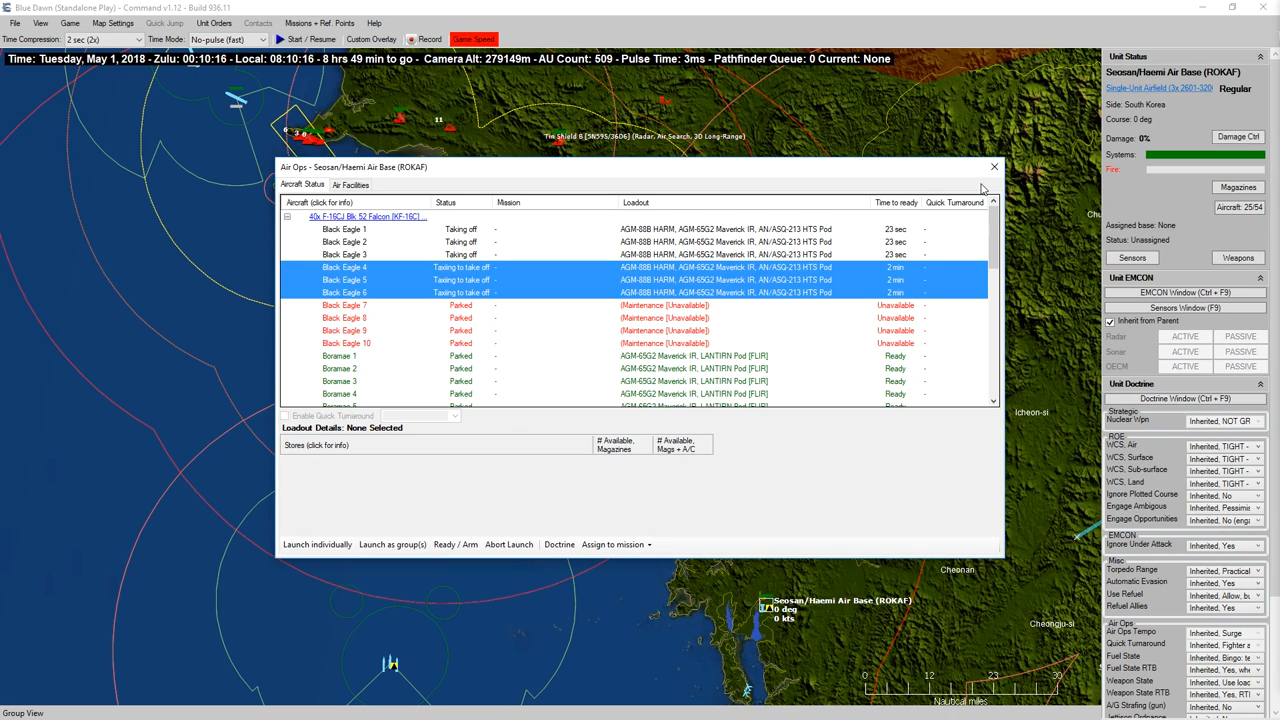 Blue Dawn (Standalone Play) - Command v1.12 - Build 936.11
File View Game Map Settings Quick Jump Unit Orders Contacts Missions + Ref. Points Help
Time Compression: 2 sec (2x) Time Mode: No-pulse (fast) Start / Resume Custom Overlay Record Game Speed
Time: Tuesday, May 1, 2018 - Zulu: 00:10:16 - Local: 08:10:16 - 8 hrs 49 min to go - Camera Alt: 279149m - AU Count: 509 - Pulse Time: 3ms - Pathfinder Queue: 0 Current: None
11
6 3 6
Tin Shield B [5N59S/36D6] (Radar, Air Search, 3D Long-Range)
Air Ops - Seosan/Haemi Air Base (ROKAF)
Aircraft Status Air Facilities
Aircraft (click for info) Status Mission Loadout Time to ready Quick Turnaround
40x F-16CJ Blk 52 Falcon [KF-16C] ...
Black Eagle 1 Taking off - AGM-88B HARM, AGM-65G2 Maverick IR, AN/ASQ-213 HTS Pod 23 sec -
Black Eagle 2 Taking off - AGM-88B HARM, AGM-65G2 Maverick IR, AN/ASQ-213 HTS Pod 23 sec -
Black Eagle 3 Taking off - AGM-88B HARM, AGM-65G2 Maverick IR, AN/ASQ-213 HTS Pod 23 sec -
Black Eagle 4 Taxiing to take off - AGM-88B HARM, AGM-65G2 Maverick IR, AN/ASQ-213 HTS Pod 2 min -
Black Eagle 5 Taxiing to take off - AGM-88B HARM, AGM-65G2 Maverick IR, AN/ASQ-213 HTS Pod 2 min -
Black Eagle 6 Taxiing to take off - AGM-88B HARM, AGM-65G2 Maverick IR, AN/ASQ-213 HTS Pod 2 min -
Black Eagle 7 Parked - (Maintenance [Unavailable]) Unavailable -
Black Eagle 8 Parked - (Maintenance [Unavailable]) Unavailable -
Black Eagle 9 Parked - (Maintenance [Unavailable]) Unavailable -
Black Eagle 10 Parked - (Maintenance [Unavailable]) Unavailable -
Boramae 1 Parked - AGM-65G2 Maverick IR, LANTIRN Pod [FLIR] Ready -
Boramae 2 Parked - AGM-65G2 Maverick IR, LANTIRN Pod [FLIR] Ready -
Boramae 3 Parked - AGM-65G2 Maverick IR, LANTIRN Pod [FLIR] Ready -
Boramae 4 Parked - AGM-65G2 Maverick IR, LANTIRN Pod [FLIR] Ready -
Enable Quick Turnaround
Loadout Details: None Selected
Stores (click for info) # Available, Magazines # Available, Mags + A/C
Launch individually Launch as group(s) Ready / Arm Abort Launch Doctrine Assign to mission
Icheon-si
Cheonan
Cheongju-si
Seosan/Haemi Air Base (ROKAF)
0 deg
0 kts
0 12 23 30
Nautical miles
Group View
Unit Status
Seosan/Haemi Air Base (ROKAF)
Single-Unit Airfield (3x 2601-320 Regular
Side: South Korea
Course: 0 deg
Damage: 0% Damage Ctrl
Systems:
Fire:
Magazines
Aircraft: 25/54
Assigned base: None
Status: Unassigned
Sensors Weapons
Unit EMCON
EMCON Window (Ctrl + F9)
Sensors Window (F9)
Inherit from Parent
Radar ACTIVE PASSIVE
Sonar ACTIVE PASSIVE
OECM ACTIVE PASSIVE
Unit Doctrine
Doctrine Window (Ctrl + F9)
Strategic
Nuclear Wpn Inherited, NOT GR
ROE
WCS, Air Inherited, TIGHT -
WCS, Surface Inherited, TIGHT -
WCS, Sub-surface Inherited, TIGHT -
WCS, Land Inherited, TIGHT -
Ignore Plotted Course Inherited, No
Engage Ambiguous Inherited, Pessimis
Engage Opportunities Inherited, No (eng
EMCON
Ignore Under Attack Inherited, Yes
Misc
Torpedo Range Inherited, Practical
Automatic Evasion Inherited, Yes
Use Refuel Inherited, Allow, bu
Refuel Allies Inherited, Yes
Air Ops
Air Ops Tempo Inherited, Surge
Quick Turnaround Inherited, Fighter a
Fuel State Inherited, Bingo: te
Fuel State RTB Inherited, Yes, whe
Weapon State Inherited, Use load
Weapon State RTB Inherited, Yes, RTI
A/G Strafing (gun) Inherited, No